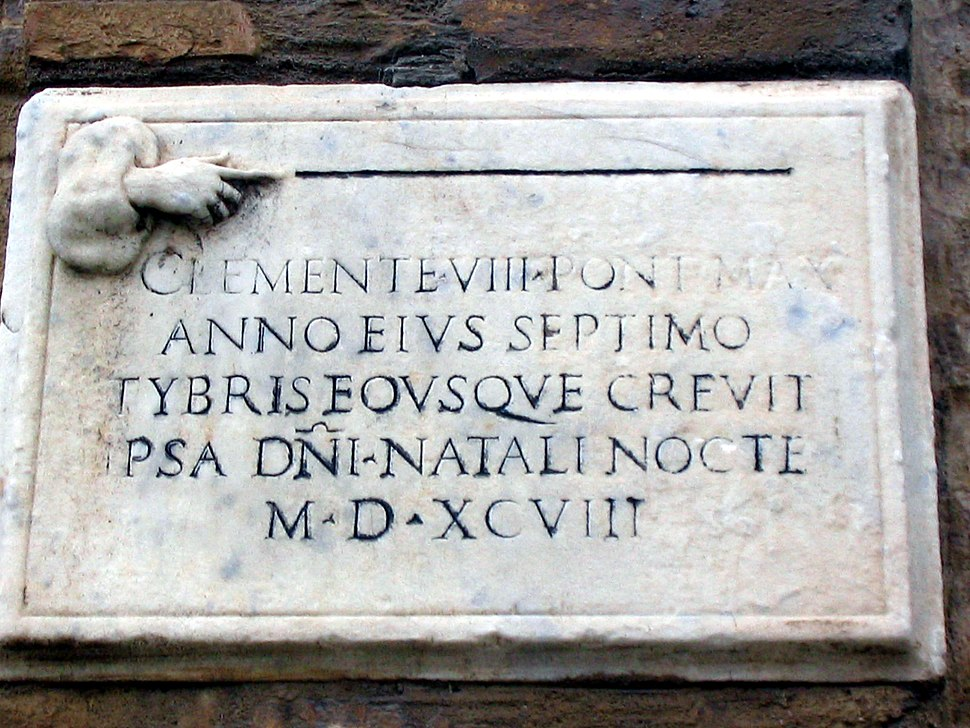 CLEMENTE·VIII·PONT MAX
ANNO EIVS SEPTIMO
TYBRIS EOVSQVE CREVIT
IPSA DÑI·NATALI NOCTE
M·D·XCVIII